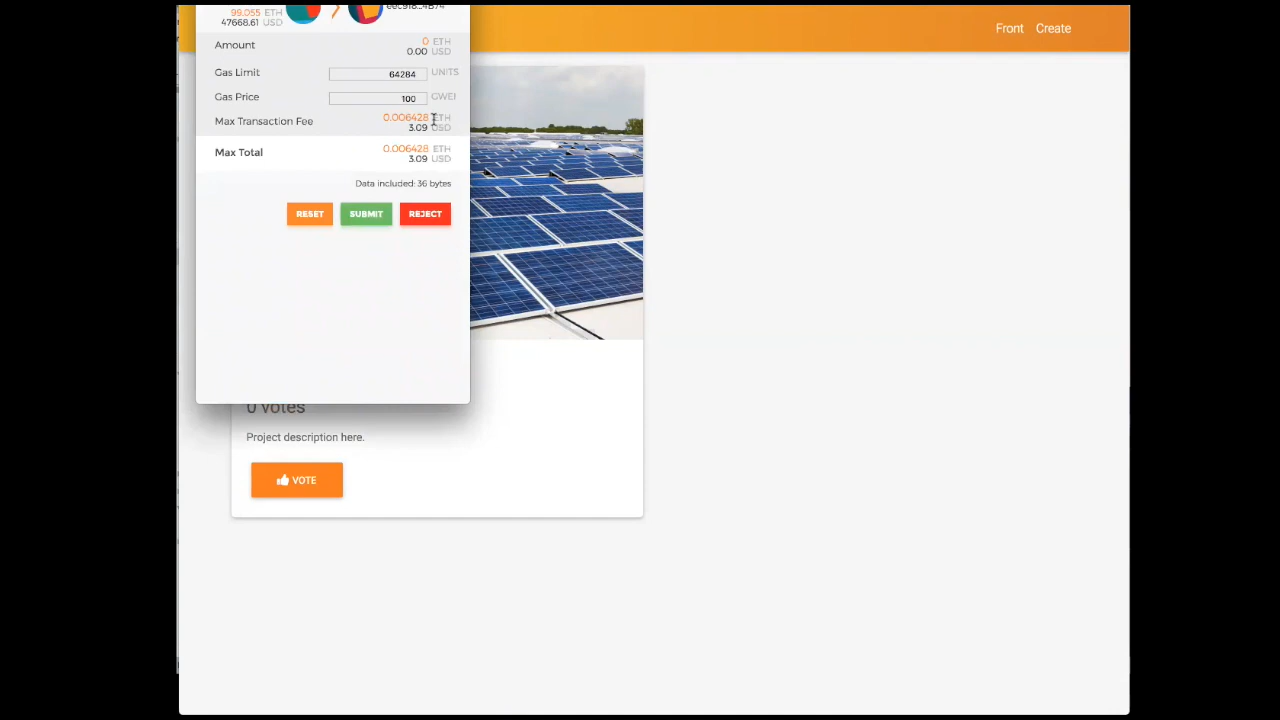 Front Create
99.055 ETH
47668.61 USD
Amount 0 ETH
0.00 USD
Gas Limit 64284 UNITS
Gas Price 100 GWEI
Max Transaction Fee 0.006428 ETH
3.09 USD
Max Total 0.006428 ETH
3.09 USD
Data included: 36 bytes
RESET SUBMIT REJECT
0 votes
Project description here.
VOTE